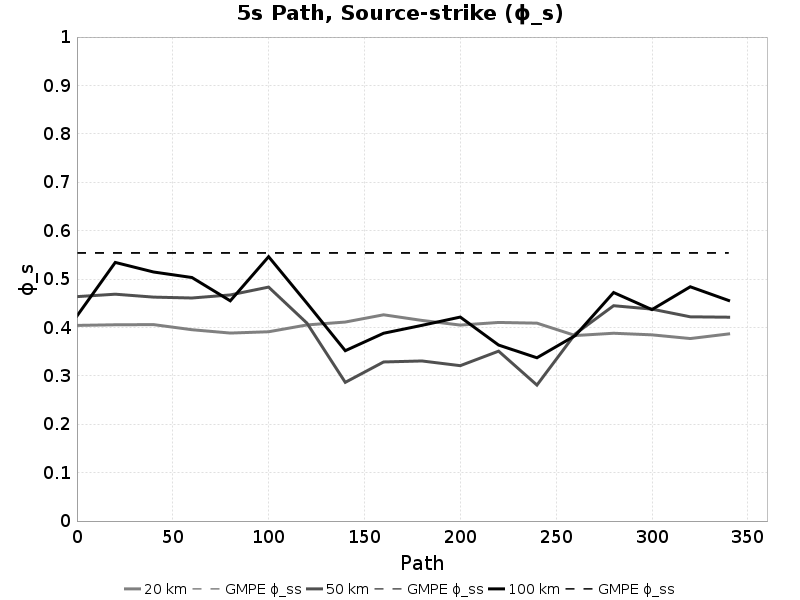 5s Path, Source-strike (ϕ_s)
1
0.9
0.8
0.7
0.6
0.5
0.4
0.3
0.2
0.1
0
ϕ_s
0 50 100 150 200 250 300 350
Path
20 km GMPE ϕ_ss 50 km GMPE ϕ_ss 100 km GMPE ϕ_ss